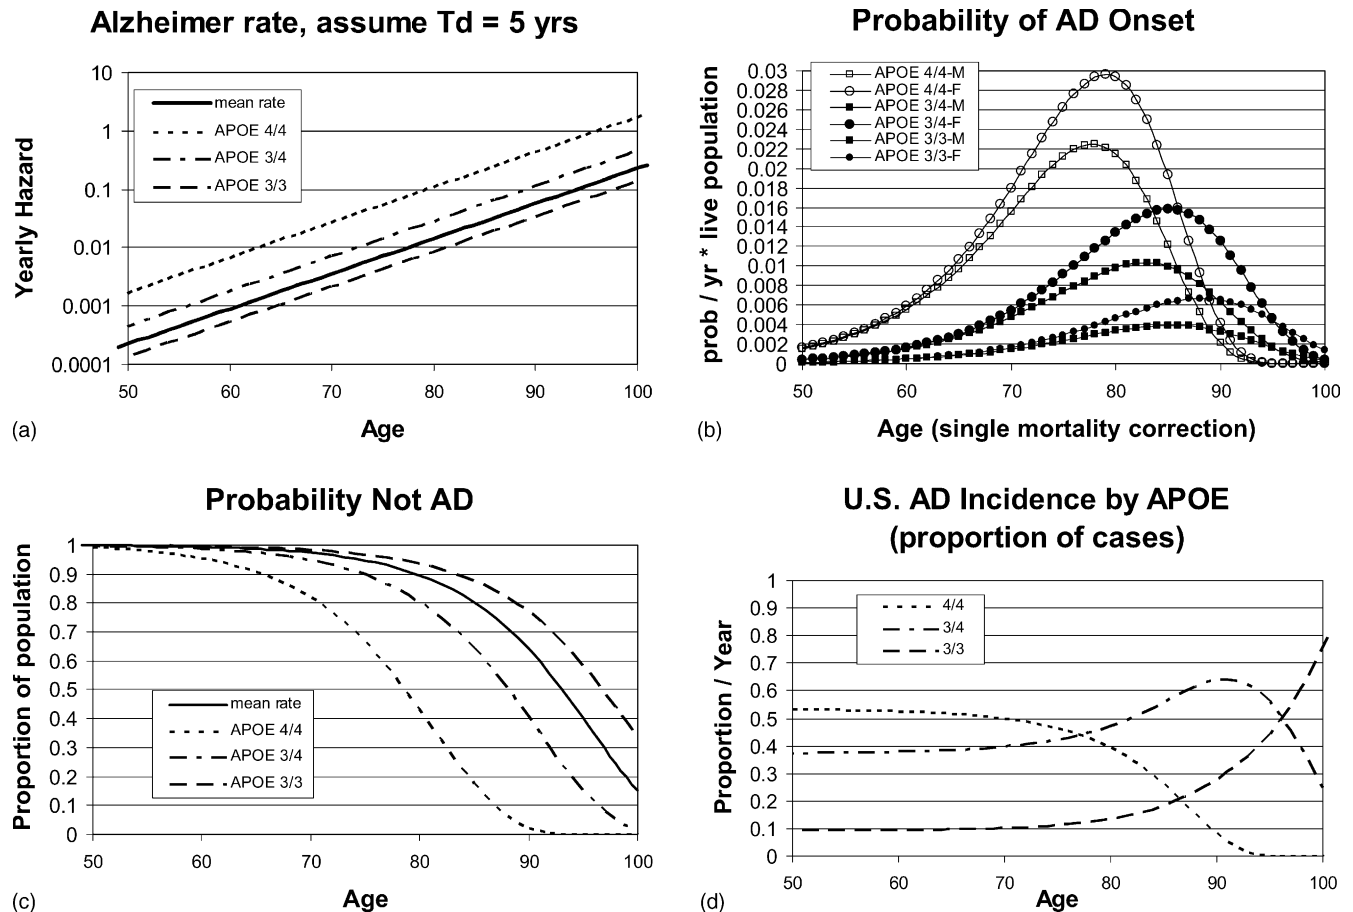 Alzheimer rate, assume Td = 5 yrs
Yearly Hazard
10
1
0.1
0.01
0.001
0.0001
mean rate
APOE 4/4
APOE 3/4
APOE 3/3
50 60 70 80 90 100
(a) Age
Probability of AD Onset
prob / yr * live population
0.03
0.028
0.026
0.024
0.022
0.02
0.018
0.016
0.014
0.012
0.01
0.008
0.006
0.004
0.002
0
APOE 4/4-M
APOE 4/4-F
APOE 3/4-M
APOE 3/4-F
APOE 3/3-M
APOE 3/3-F
50 60 70 80 90 100
(b) Age (single mortality correction)
Probability Not AD
Proportion of population
1
0.9
0.8
0.7
0.6
0.5
0.4
0.3
0.2
0.1
0
mean rate
APOE 4/4
APOE 3/4
APOE 3/3
50 60 70 80 90 100
(c) Age
U.S. AD Incidence by APOE
(proportion of cases)
Proportion / Year
1
0.9
0.8
0.7
0.6
0.5
0.4
0.3
0.2
0.1
0
4/4
3/4
3/3
50 60 70 80 90 100
(d) Age